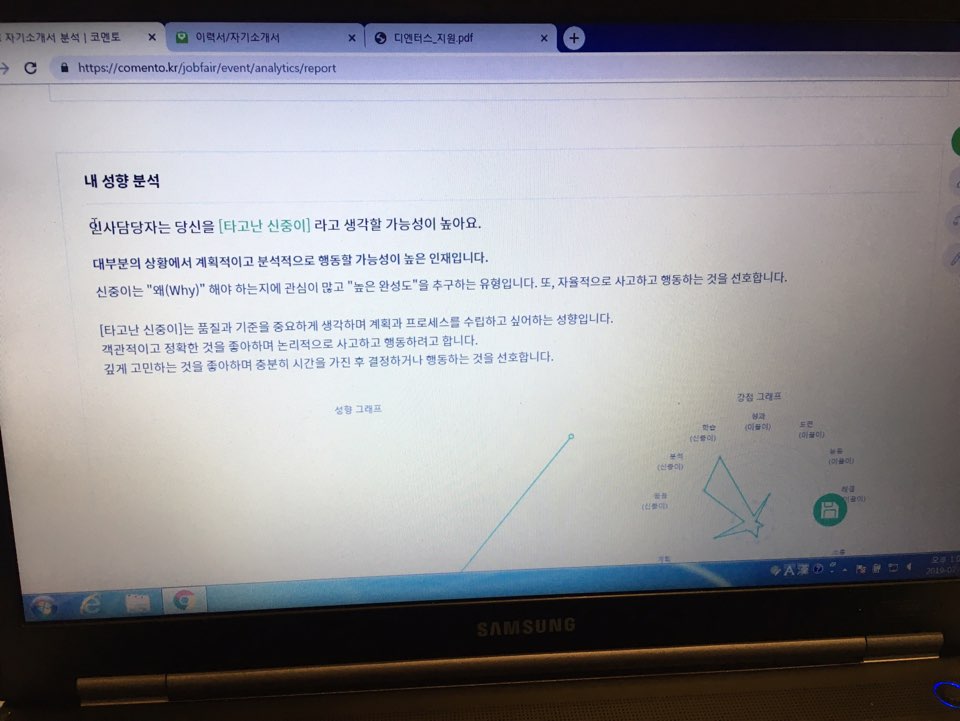 자기소개서 분석 | 코멘토
이력서/자기소개서
디엔터스_지원.pdf
https://comento.kr/jobfair/event/analytics/report
내 성향 분석
인사담당자는 당신을 [타고난 신중이] 라고 생각할 가능성이 높아요.
대부분의 상황에서 계획적이고 분석적으로 행동할 가능성이 높은 인재입니다.
신중이는 "왜(Why)" 해야 하는지에 관심이 많고 "높은 완성도"을 추구하는 유형입니다. 또, 자율적으로 사고하고 행동하는 것을 선호합니다.
[타고난 신중이]는 품질과 기준을 중요하게 생각하며 계획과 프로세스를 수립하고 싶어하는 성향입니다.
객관적이고 정확한 것을 좋아하며 논리적으로 사고하고 행동하려고 합니다.
깊게 고민하는 것을 좋아하며 충분히 시간을 가진 후 결정하거나 행동하는 것을 선호합니다.
성향 그래프
강점 그래프
성과
(이끌이)
학습
(신중이)
도전
(이끌이)
분석
(신중이)
(이끌이)
(신중이)
A 漢
오후 1:0
2019-07
SAMSUNG